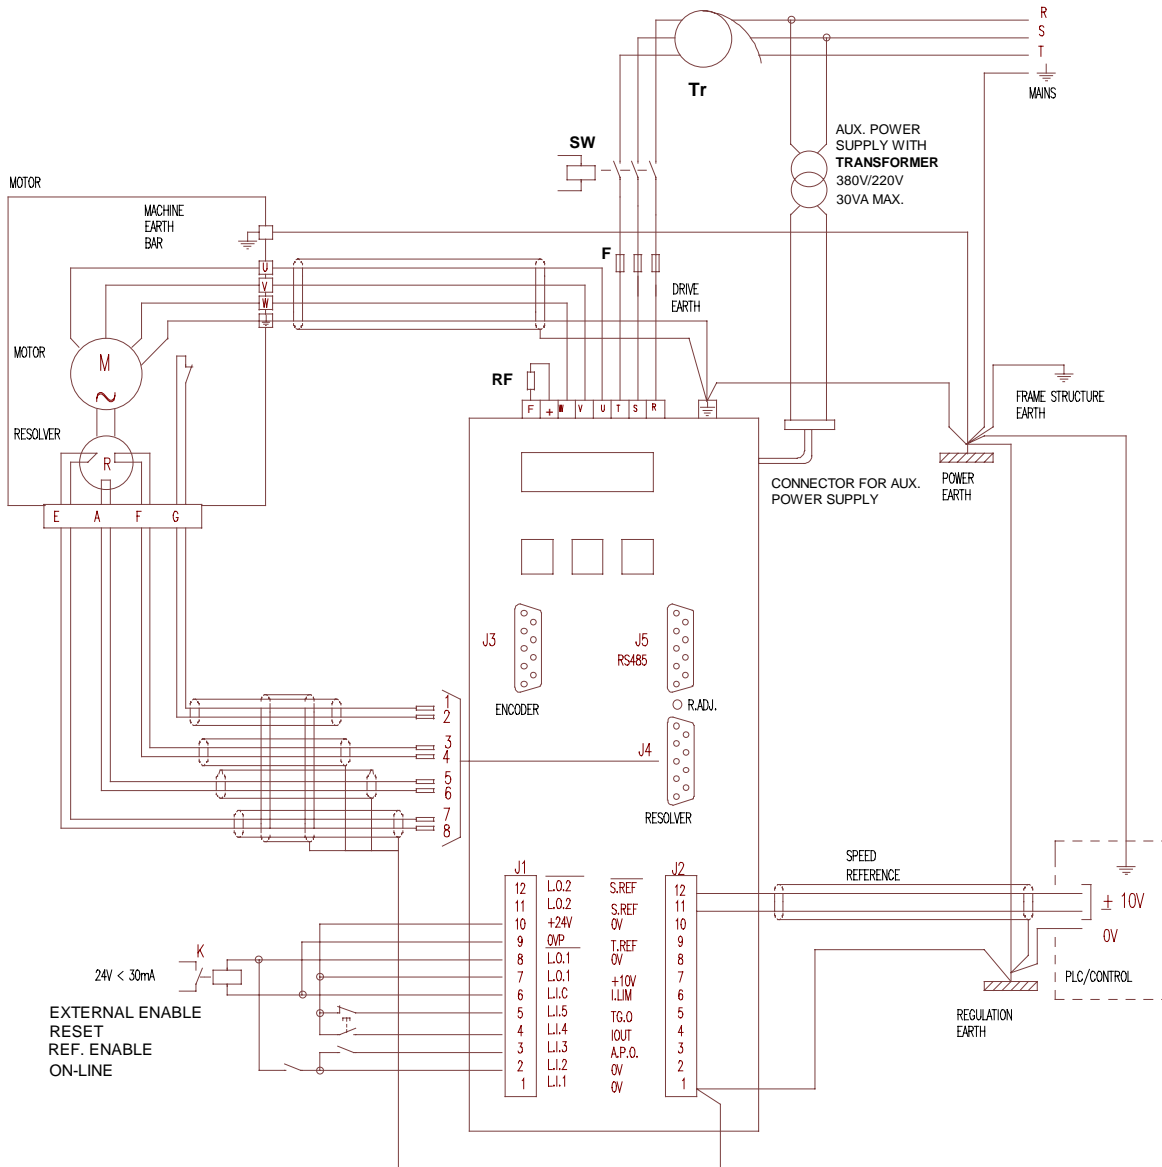 R
S
T
MAINS
Tr
SW
AUX. POWER
SUPPLY WITH
TRANSFORMER
380V/220V
30VA MAX.
MOTOR
MACHINE
EARTH
BAR
U
V
W
F
DRIVE
EARTH
MOTOR
M
RF
F + W V U T S R
FRAME STRUCTURE
EARTH
RESOLVER
R
CONNECTOR FOR AUX.
POWER SUPPLY
POWER
EARTH
E A F G
J3
J5
RS485
ENCODER
R.ADJ.
1
2
3
4
5
6
7
8
J4
RESOLVER
J1
J2
12 L.O.2 S.REF 12
11 L.O.2 S.REF 11
10 +24V 0V 10
9 0VP T.REF 9
8 L.O.1 0V 8
7 L.O.1 +10V 7
6 L.I.C I.LIM 6
5 L.I.5 TG.O 5
4 L.I.4 IOUT 4
3 L.I.3 A.P.O. 3
2 L.I.2 0V 2
1 L.I.1 0V 1
SPEED
REFERENCE
± 10V
0V
PLC/CONTROL
REGULATION
EARTH
K
24V < 30mA
EXTERNAL ENABLE
RESET
REF. ENABLE
ON-LINE